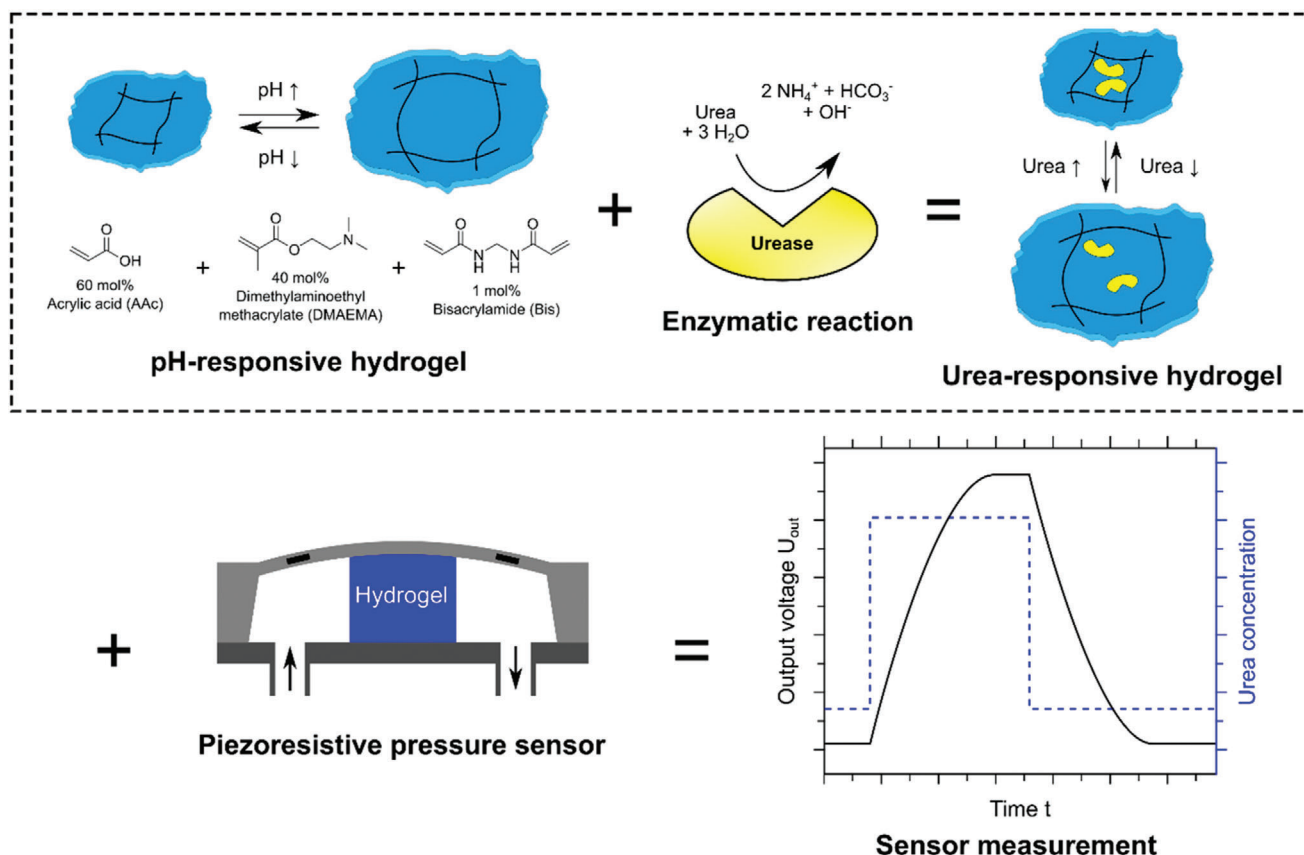 pH ↑
pH ↓
O
OH
60 mol%
Acrylic acid (AAc)
+
O
O
N
40 mol%
Dimethylaminoethyl
methacrylate (DMAEMA)
+
O
N
H
N
H
O
1 mol%
Bisacrylamide (Bis)
pH-responsive hydrogel
+
Urea
+ 3 H₂O
2 NH₄⁺ + HCO₃⁻
+ OH⁻
Urease
Enzymatic reaction
=
Urea ↑
Urea ↓
Urea-responsive hydrogel
+
Hydrogel
Piezoresistive pressure sensor
=
Output voltage Uout
Urea concentration
Time t
Sensor measurement